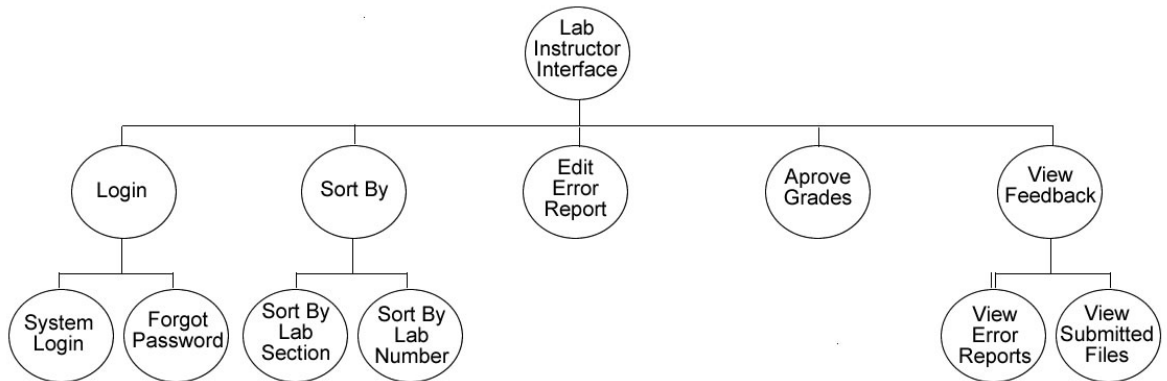 Lab
Instructor
Interface
Login
Sort By
Edit
Error
Report
Aprove
Grades
View
Feedback
System
Login
Forgot
Password
Sort By
Lab
Section
Sort By
Lab
Number
View
Error
Reports
View
Submitted
Files